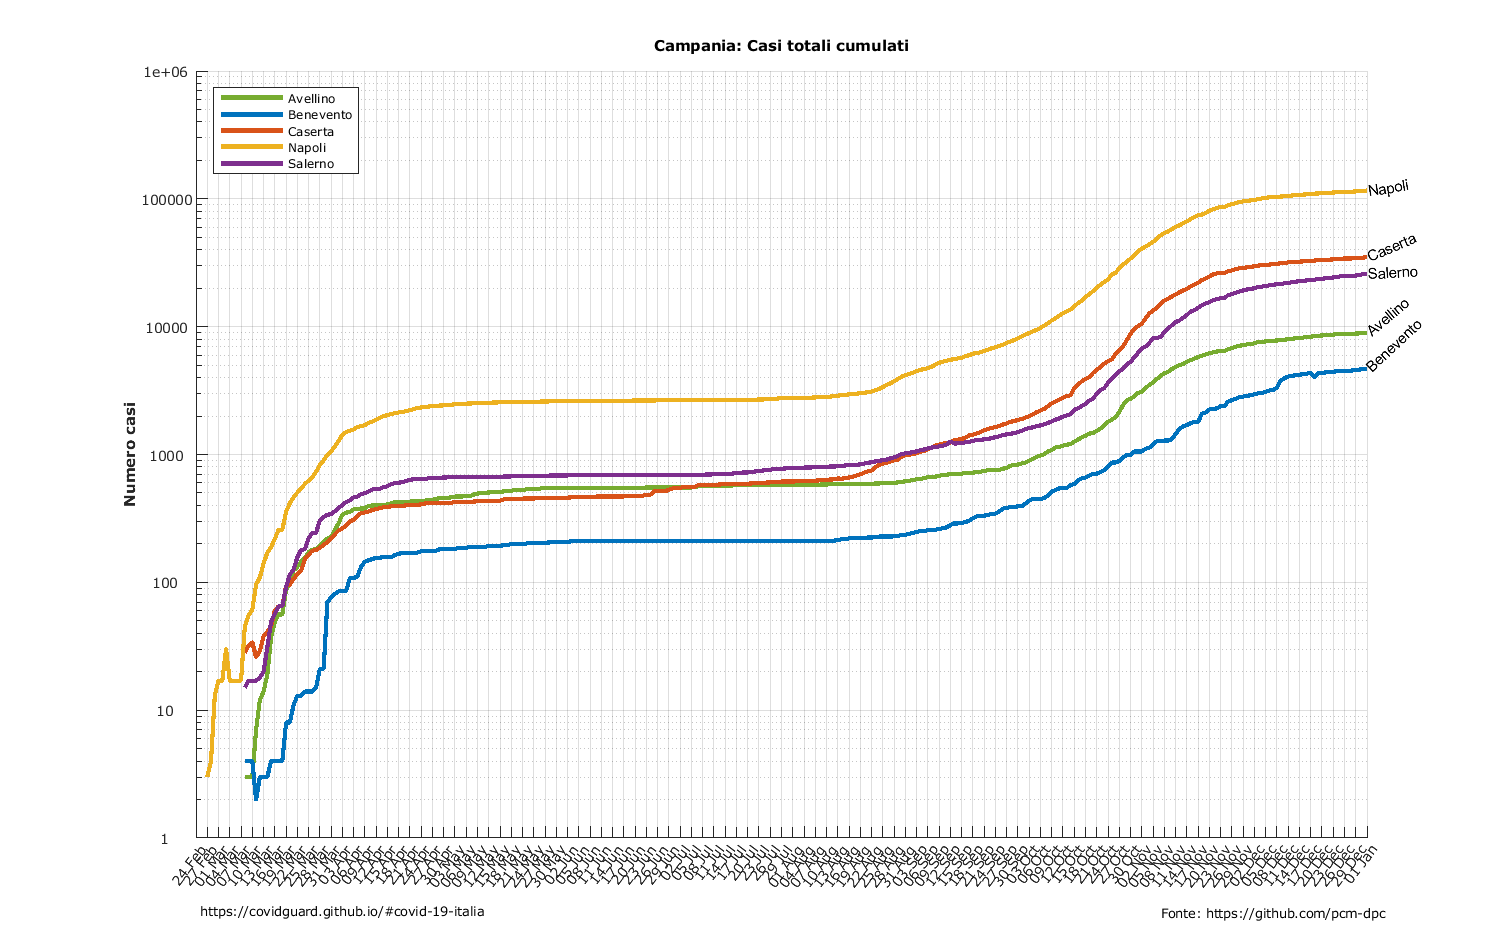 Campania: Casi totali cumulati
1e+06
100000
10000
1000
100
10
1
Numero casi
Avellino
Benevento
Caserta
Napoli
Salerno
Napoli
Caserta
Salerno
Avellino
Benevento
24 Feb
27 Feb
01 Mar
04 Mar
07 Mar
10 Mar
13 Mar
16 Mar
19 Mar
22 Mar
25 Mar
28 Mar
31 Mar
03 Apr
06 Apr
09 Apr
12 Apr
15 Apr
18 Apr
21 Apr
24 Apr
27 Apr
30 Apr
03 May
06 May
09 May
12 May
15 May
18 May
21 May
24 May
27 May
30 May
02 Jun
05 Jun
08 Jun
11 Jun
14 Jun
17 Jun
20 Jun
23 Jun
26 Jun
29 Jun
02 Jul
05 Jul
08 Jul
11 Jul
14 Jul
17 Jul
20 Jul
23 Jul
26 Jul
29 Jul
01 Aug
04 Aug
07 Aug
10 Aug
13 Aug
16 Aug
19 Aug
22 Aug
25 Aug
28 Aug
31 Aug
03 Sep
06 Sep
09 Sep
12 Sep
15 Sep
18 Sep
21 Sep
24 Sep
27 Sep
30 Sep
03 Oct
06 Oct
09 Oct
12 Oct
15 Oct
18 Oct
21 Oct
24 Oct
27 Oct
30 Oct
02 Nov
05 Nov
08 Nov
11 Nov
14 Nov
17 Nov
20 Nov
23 Nov
26 Nov
29 Nov
02 Dec
05 Dec
08 Dec
11 Dec
14 Dec
17 Dec
20 Dec
23 Dec
26 Dec
29 Dec
01 Jan
https://covidguard.github.io/#covid-19-italia
Fonte: https://github.com/pcm-dpc